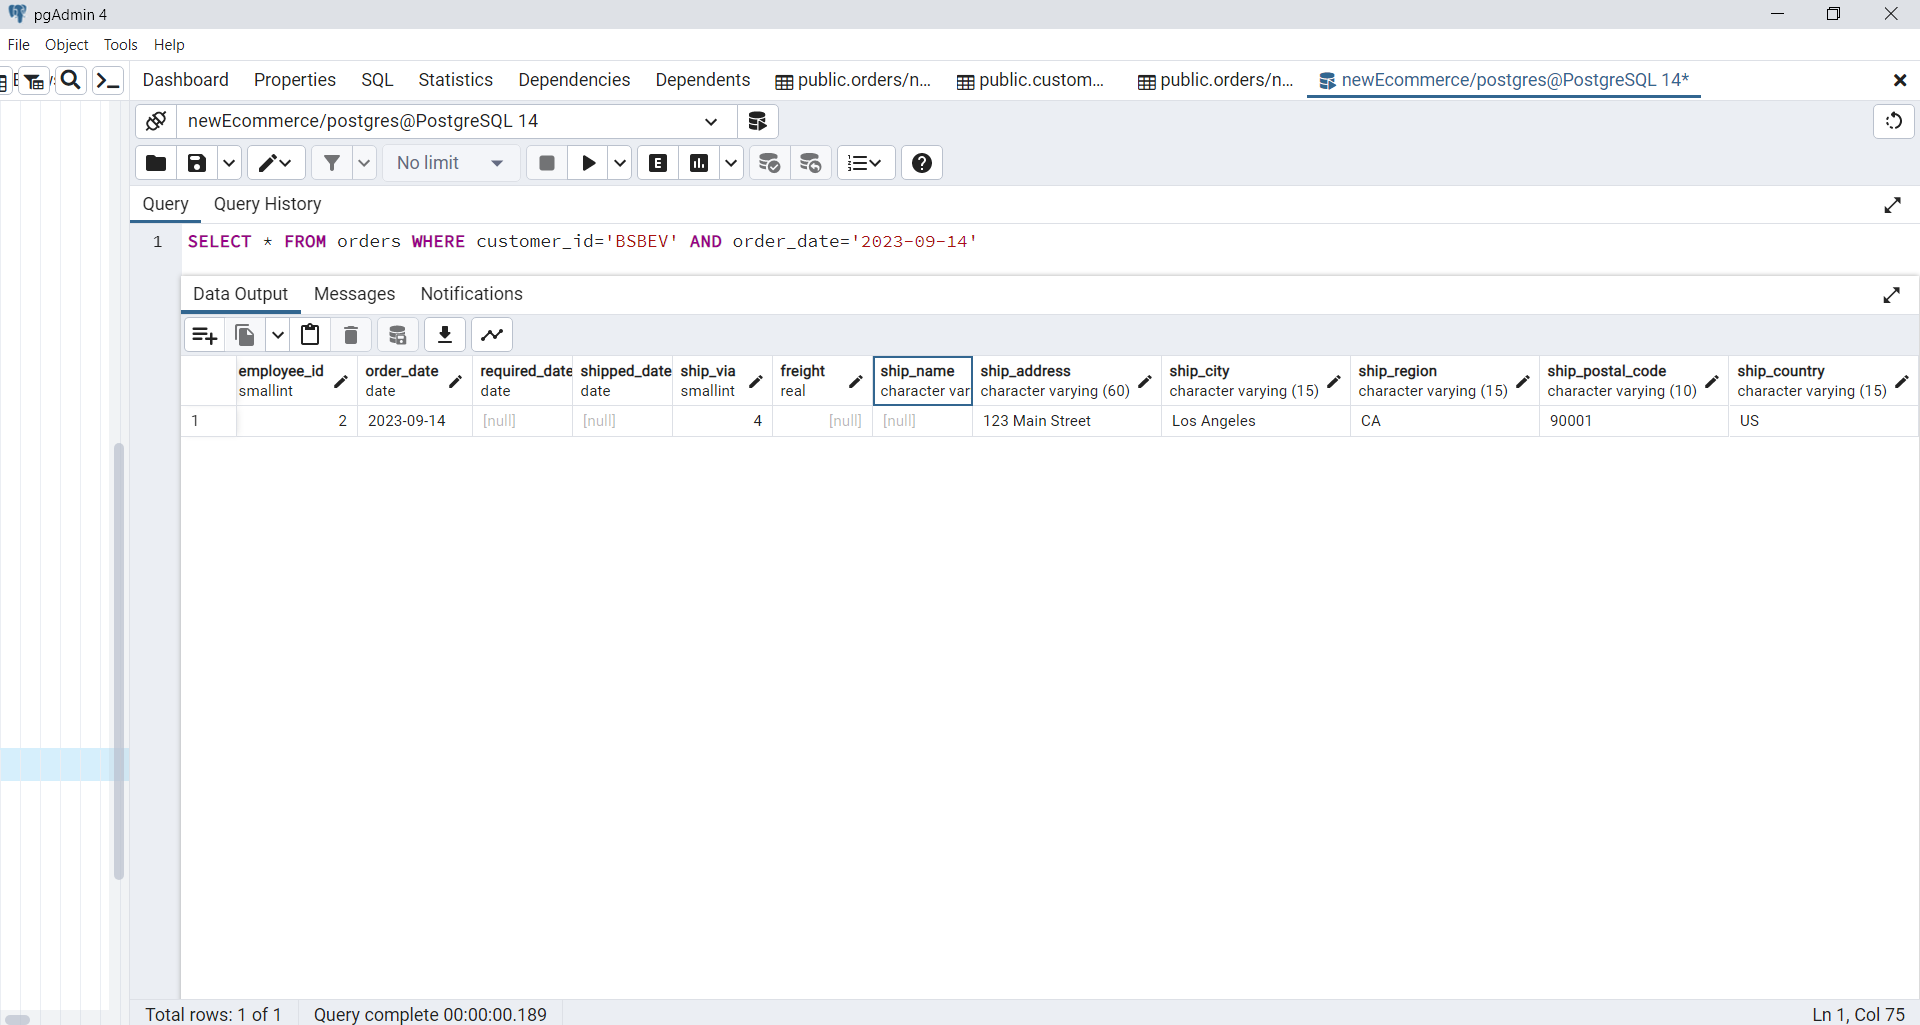 pgAdmin 4
File Object Tools Help
Dashboard Properties SQL Statistics Dependencies Dependents public.orders/n... public.custom... public.orders/n... newEcommerce/postgres@PostgreSQL 14*
newEcommerce/postgres@PostgreSQL 14
No limit
Query Query History
1 SELECT * FROM orders WHERE customer_id='BSBEV' AND order_date='2023-09-14'
Data Output Messages Notifications
employee_id order_date required_date shipped_date ship_via freight ship_name ship_address ship_city ship_region ship_postal_code ship_country
smallint date date date smallint real character var character varying (60) character varying (15) character varying (15) character varying (10) character varying (15)
1 2 2023-09-14 [null] [null] 4 [null] [null] 123 Main Street Los Angeles CA 90001 US
Total rows: 1 of 1 Query complete 00:00:00.189 Ln 1, Col 75